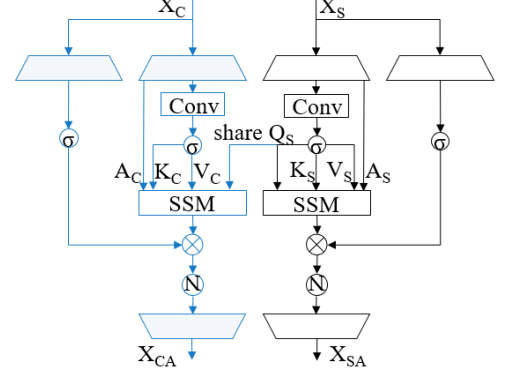 X_C X_S
Conv Conv
σ σ
share Q_S
σ σ
A_C K_C V_C K_S V_S A_S
SSM SSM
N N
X_CA X_SA